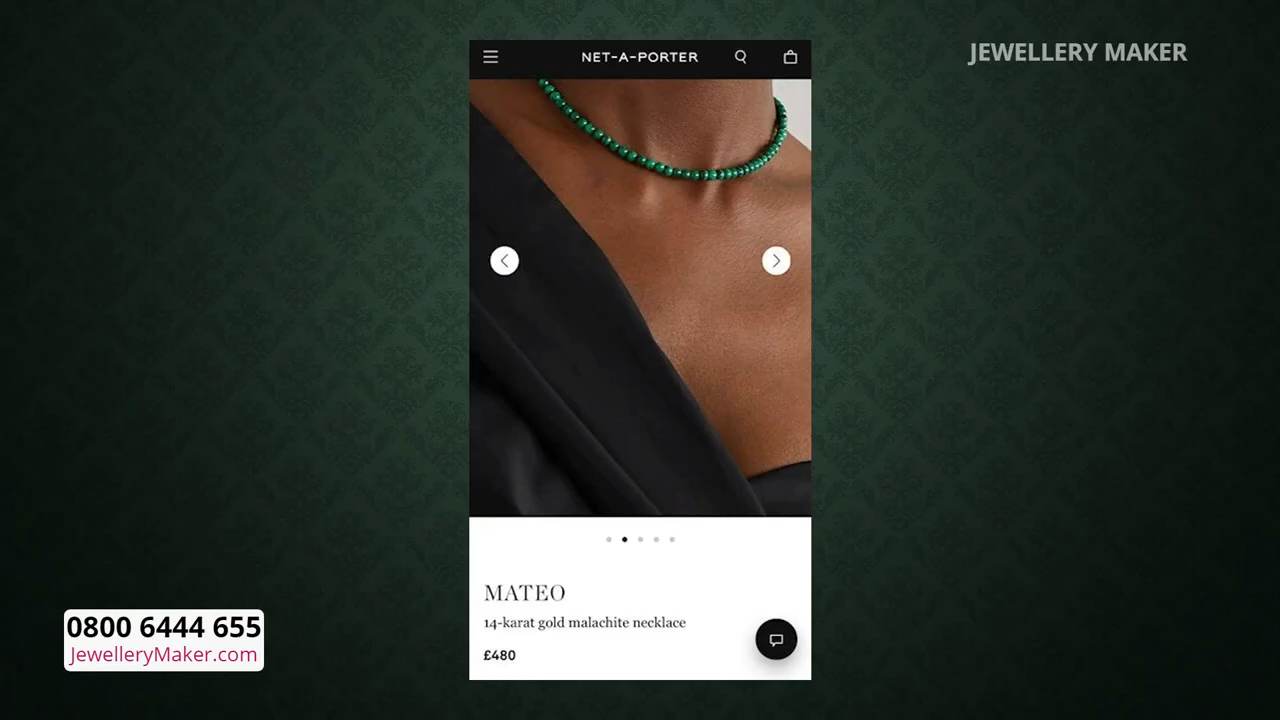 NET-A-PORTER
JEWELLERY MAKER
MATEO
14-karat gold malachite necklace
£480
0800 6444 655
JewelleryMaker.com